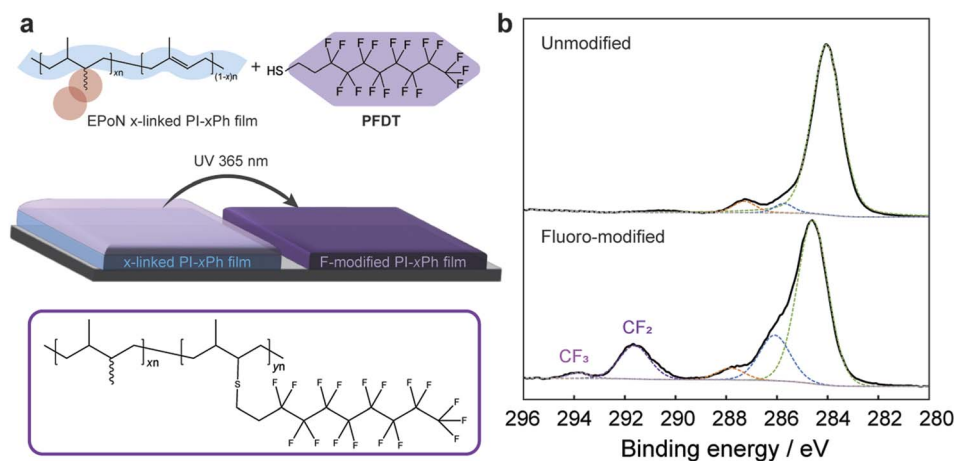 a
[ ]xn [ ](1-x)n + HS
F F F F F F F F
F F F
F F F F F F
EPoN x-linked PI-xPh film
PFDT
UV 365 nm
x-linked PI-xPh film
F-modified PI-xPh film
[ ]xn [ ]yn
S
F F F F F F F F
F F F
F F F F F F
b
Unmodified
Fluoro-modified
CF₃
CF₂
296 294 292 290 288 286 284 282 280
Binding energy / eV